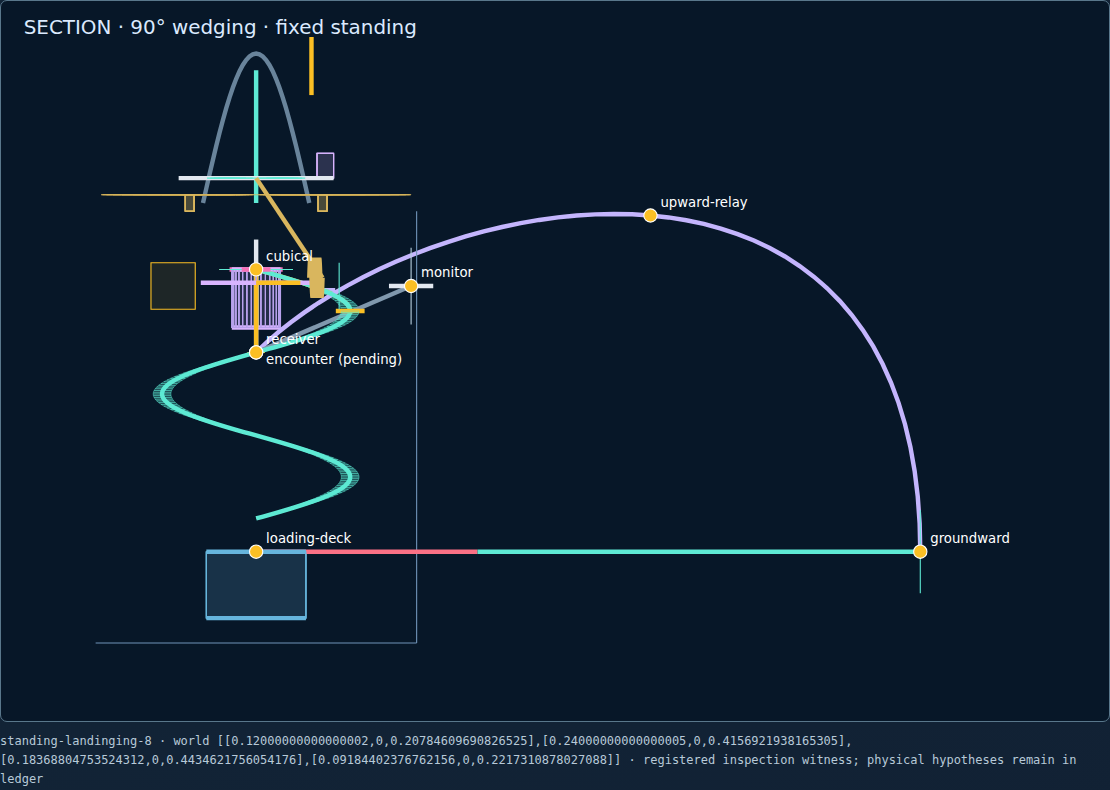 SECTION · 90° wedging · fixed standing
upward-relay
cubical
monitor
receiver
encounter (pending)
loading-deck
groundward
standing-landinging-8 · world [[0.12000000000000002,0,0.20784609690826525],[0.24000000000000005,0,0.4156921938165305],
[0.18368804753524312,0,0.4434621756054176],[0.09184402376762156,0,0.2217310878027088]] · registered inspection witness; physical hypotheses remain in
ledger